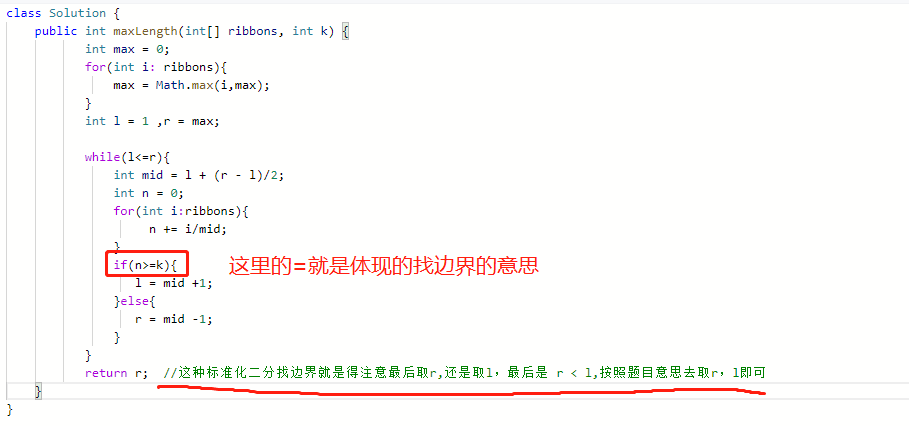 class Solution {
public int maxLength(int[] ribbons, int k) {
int max = 0;
for(int i: ribbons){
max = Math.max(i,max);
}
int l = 1 ,r = max;
while(l<=r){
int mid = l + (r - l)/2;
int n = 0;
for(int i:ribbons){
n += i/mid;
}
if(n>=k){ 这里的=就是体现的找边界的意思
l = mid +1;
}else{
r = mid -1;
}
}
return r; //这种标准化二分找边界就是得注意最后取r,还是取l，最后是 r < l,按照题目意思去取r，l即可
}
}